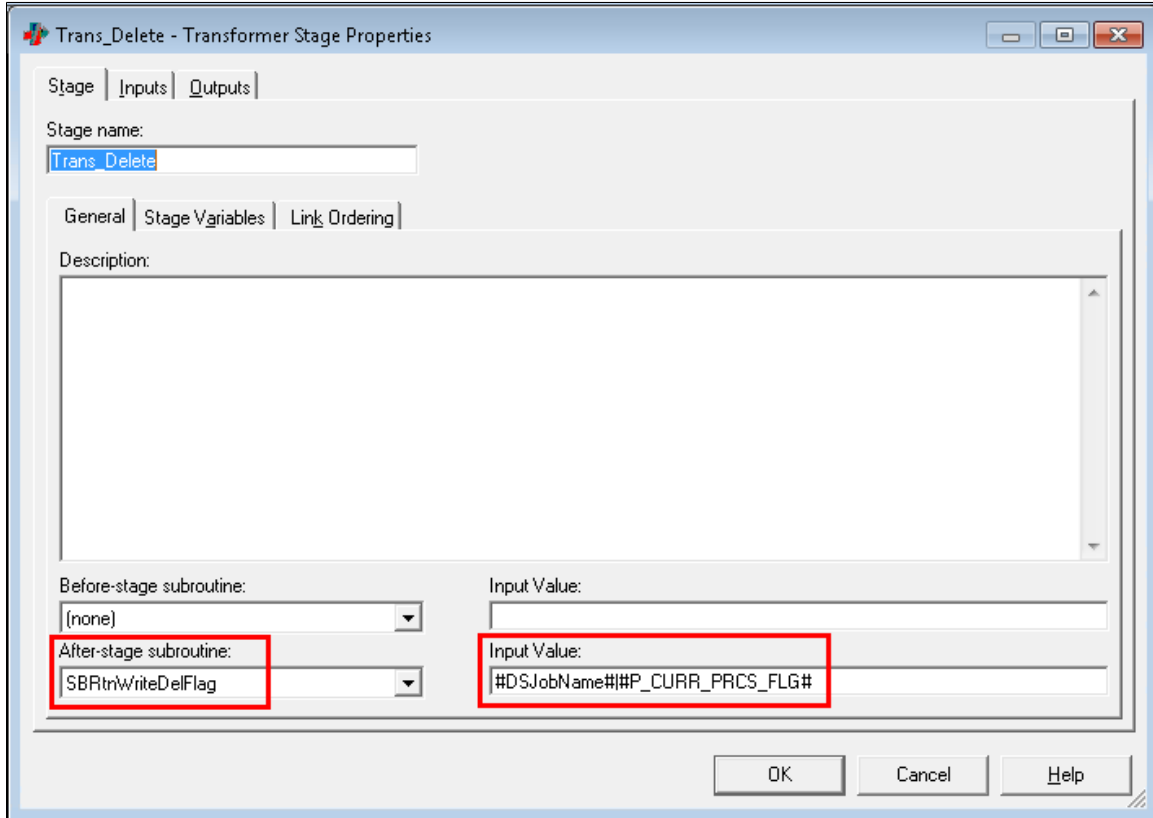 Trans_Delete - Transformer Stage Properties
Stage Inputs Outputs
Stage name:
Trans_Delete
General Stage Variables Link Ordering
Description:
Before-stage subroutine: Input Value:
(none)
After-stage subroutine: Input Value:
SBRtnWriteDelFlag #DSJobName#|#P_CURR_PRCS_FLG#
OK Cancel Help